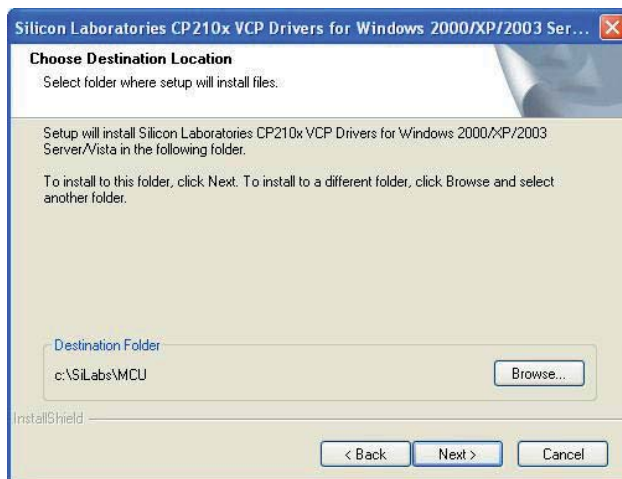 Silicon Laboratories CP210x VCP Drivers for Windows 2000/XP/2003 Ser...
Choose Destination Location
Select folder where setup will install files.
Setup will install Silicon Laboratories CP210x VCP Drivers for Windows 2000/XP/2003
Server/Vista in the following folder.
To install to this folder, click Next. To install to a different folder, click Browse and select
another folder.
Destination Folder
c:\SiLabs\MCU
Browse...
InstallShield
< Back
Next >
Cancel